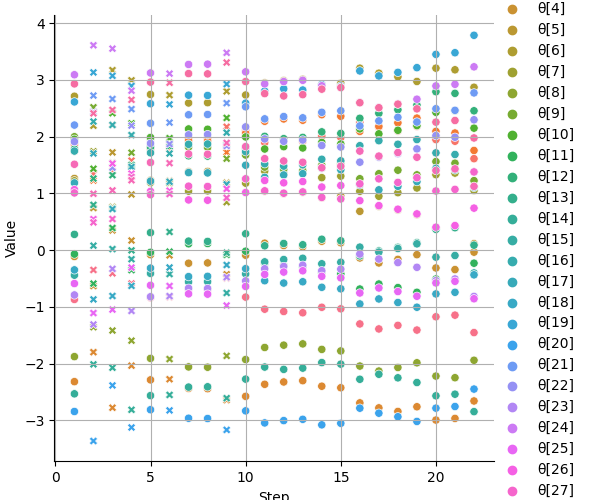 4
3
2
1
0
−1
−2
−3
Value
0
5
10
15
20
Step
θ[4]
θ[5]
θ[6]
θ[7]
θ[8]
θ[9]
θ[10]
θ[11]
θ[12]
θ[13]
θ[14]
θ[15]
θ[16]
θ[17]
θ[18]
θ[19]
θ[20]
θ[21]
θ[22]
θ[23]
θ[24]
θ[25]
θ[26]
θ[27]